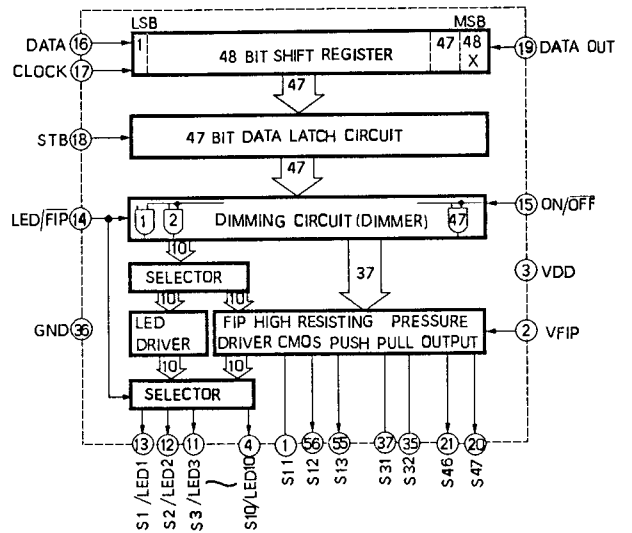 LSB MSB
DATA 16 1 48 BIT SHIFT REGISTER 47 48 X 19 DATA OUT
CLOCK 17
47
STB 18 47 BIT DATA LATCH CIRCUIT
47
LED/F̅I̅P̅ 14 1 2 DIMMING CIRCUIT (DIMMER) 47 15 ON/O̅F̅F̅
10 37
SELECTOR 3 VDD
10 10
GND 36 LED DRIVER FIP HIGH RESISTING PRESSURE DRIVER CMOS PUSH PULL OUTPUT 2 VFIP
10 10
SELECTOR
13 12 11 4 1 56 55 37 35 21 20
S1/LED1 S2/LED2 S3/LED3 ~ S10/LED10 S11 S12 S13 S31 S32 S46 S47